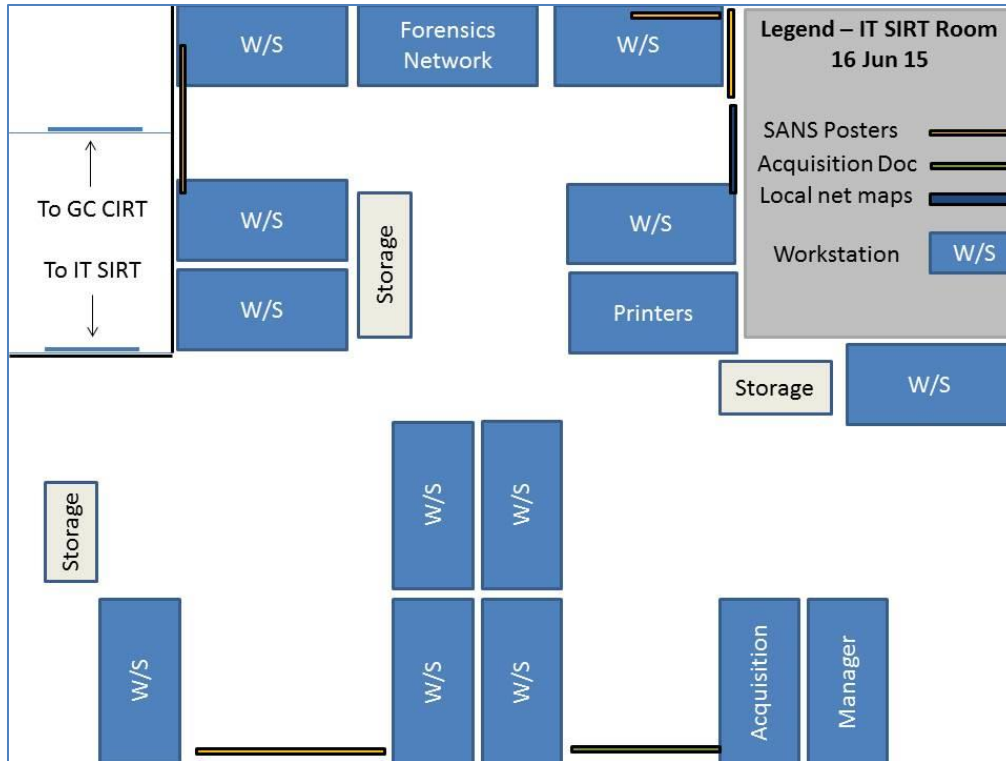 W/S
Forensics
Network
W/S
Legend – IT SIRT Room
16 Jun 15
SANS Posters
Acquisition Doc
Local net maps
Workstation
W/S
To GC CIRT
To IT SIRT
W/S
W/S
Storage
W/S
Printers
Storage
W/S
Storage
W/S
W/S
W/S
W/S
W/S
Acquisition
Manager